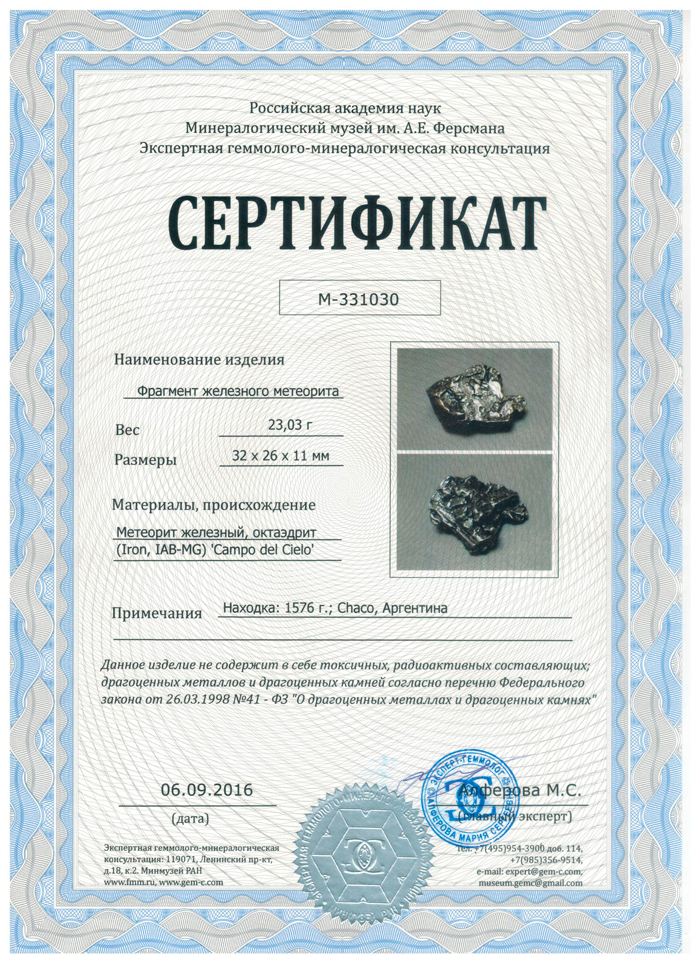 Российская академия наук
Минералогический музей им. А.Е. Ферсмана
Экспертная геммолого-минералогическая консультация
СЕРТИФИКАТ
М-331030
Наименование изделия
Фрагмент железного метеорита
Вес 23,03 г
Размеры 32 x 26 x 11 мм
Материалы, происхождение
Метеорит железный, октаэдрит
(Iron, IAB-MG) 'Campo del Cielo'
Примечания Находка: 1576 г.; Chaco, Аргентина
Данное изделие не содержит в себе токсичных, радиоактивных составляющих;
драгоценных металлов и драгоценных камней согласно перечню Федерального
закона от 26.03.1998 №41 - ФЗ "О драгоценных металлах и драгоценных камнях"
06.09.2016
(дата)
Алферова М.С.
(главный эксперт)
ЭКСПЕРТ-ГЕММОЛОГ
АЛФЕРОВА МАРИЯ СЕРГЕЕВНА
Экспертная геммолого-минералогическая
консультация: 119071, Ленинский пр-кт,
д.18, к.2. Минмузей РАН
www.fmm.ru, www.gem-c.com
тел. +7(495)954-3900 доб. 114,
+7(985)356-9514,
e-mail: expert@gem-c.com,
museum.gemc@gmail.com